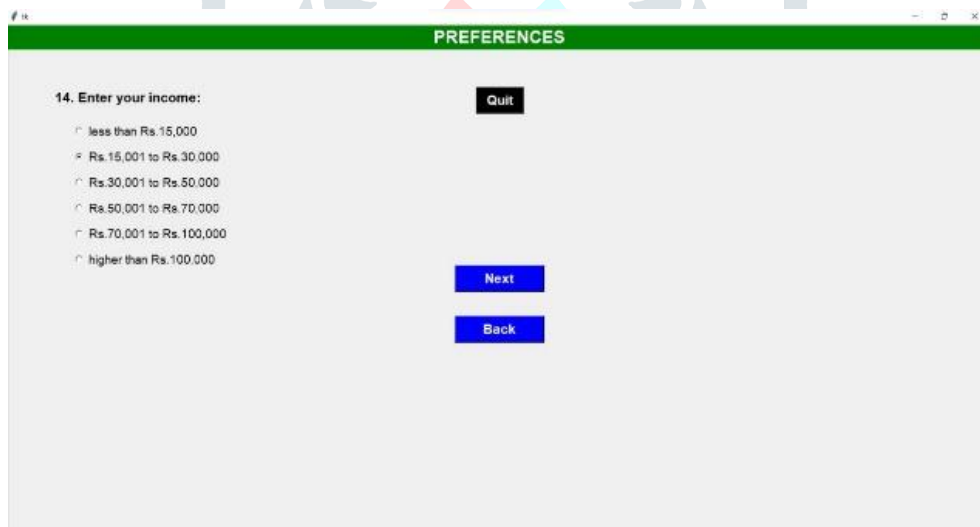 tk
PREFERENCES
14. Enter your income:
Quit
less than Rs.15,000
Rs.15,001 to Rs.30,000
Rs.30,001 to Rs.50,000
Rs.50,001 to Rs.70,000
Rs.70,001 to Rs.100,000
higher than Rs.100,000
Next
Back